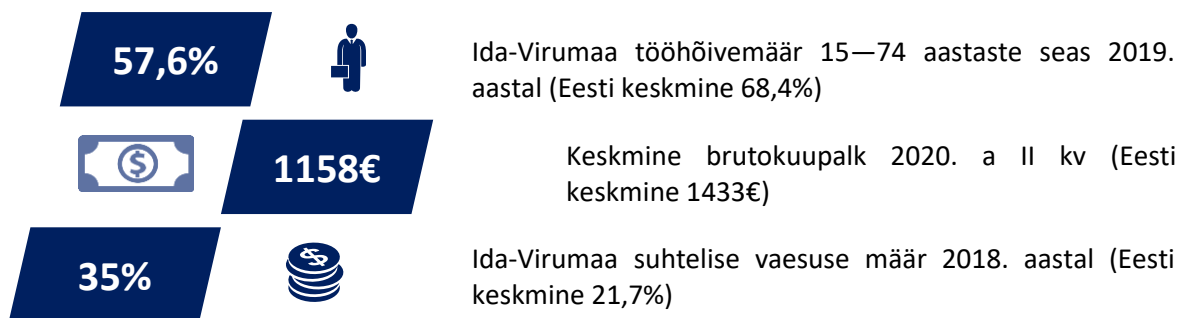 57,6%
Ida-Virumaa tööhõivemäär 15—74 aastaste seas 2019.
aastal (Eesti keskmine 68,4%)
1158€
Keskmine brutokuupalk 2020. a II kv (Eesti
keskmine 1433€)
35%
Ida-Virumaa suhtelise vaesuse määr 2018. aastal (Eesti
keskmine 21,7%)